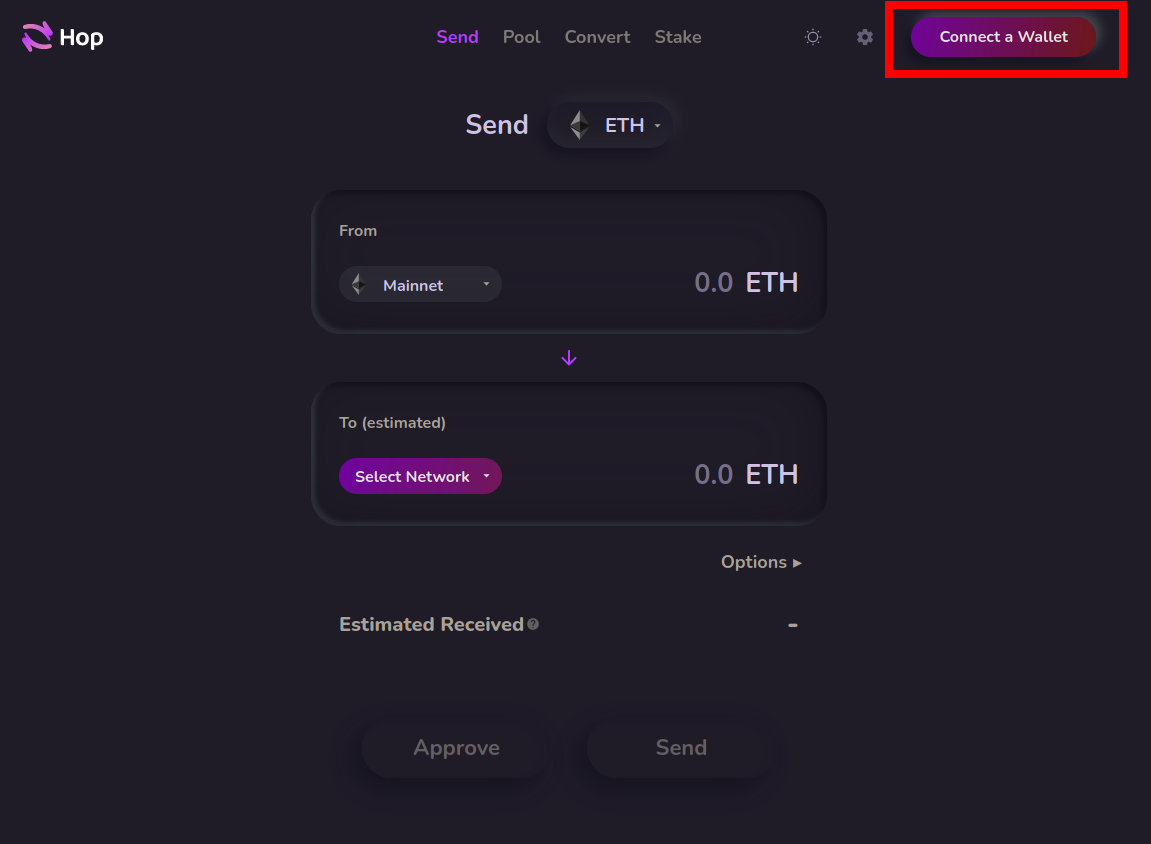 Hop
Send Pool Convert Stake
Connect a Wallet
Send ETH
From
Mainnet
0.0 ETH
To (estimated)
Select Network
0.0 ETH
Options ▸
Estimated Received ?
-
Approve
Send